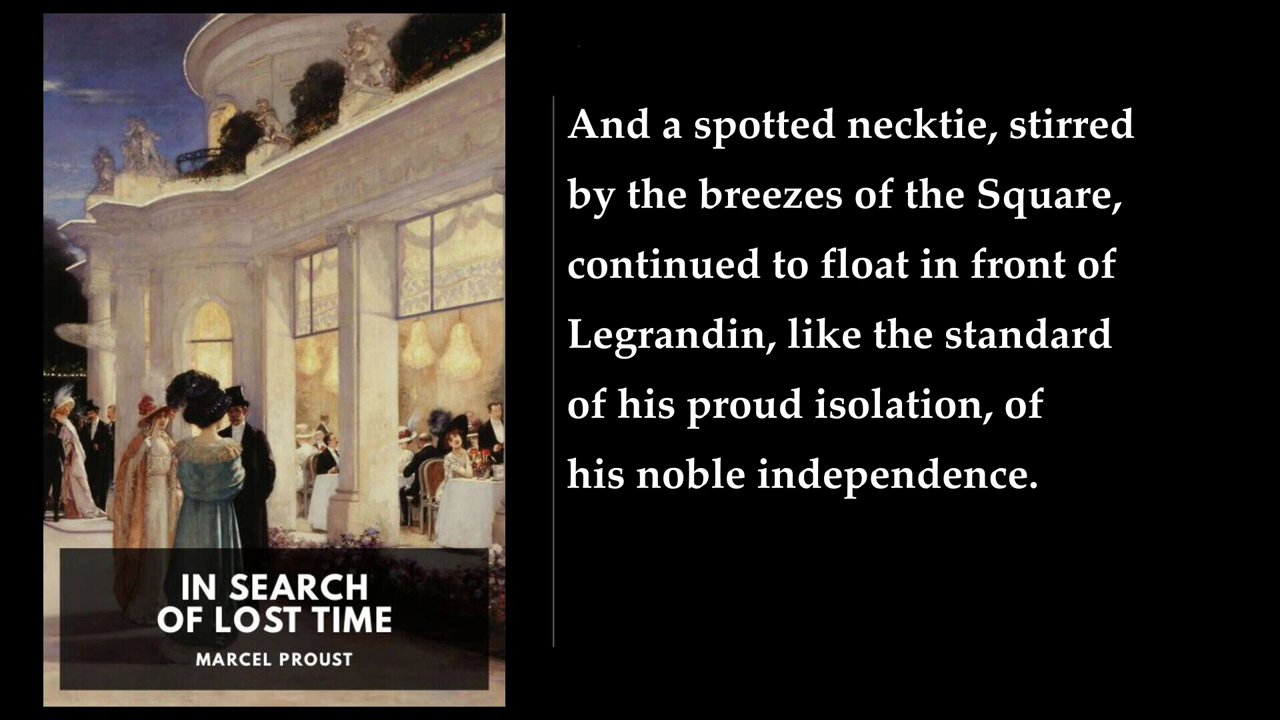 And a spotted necktie, stirred
by the breezes of the Square,
continued to float in front of
Legrandin, like the standard
of his proud isolation, of
his noble independence.
IN SEARCH
OF LOST TIME
MARCEL PROUST